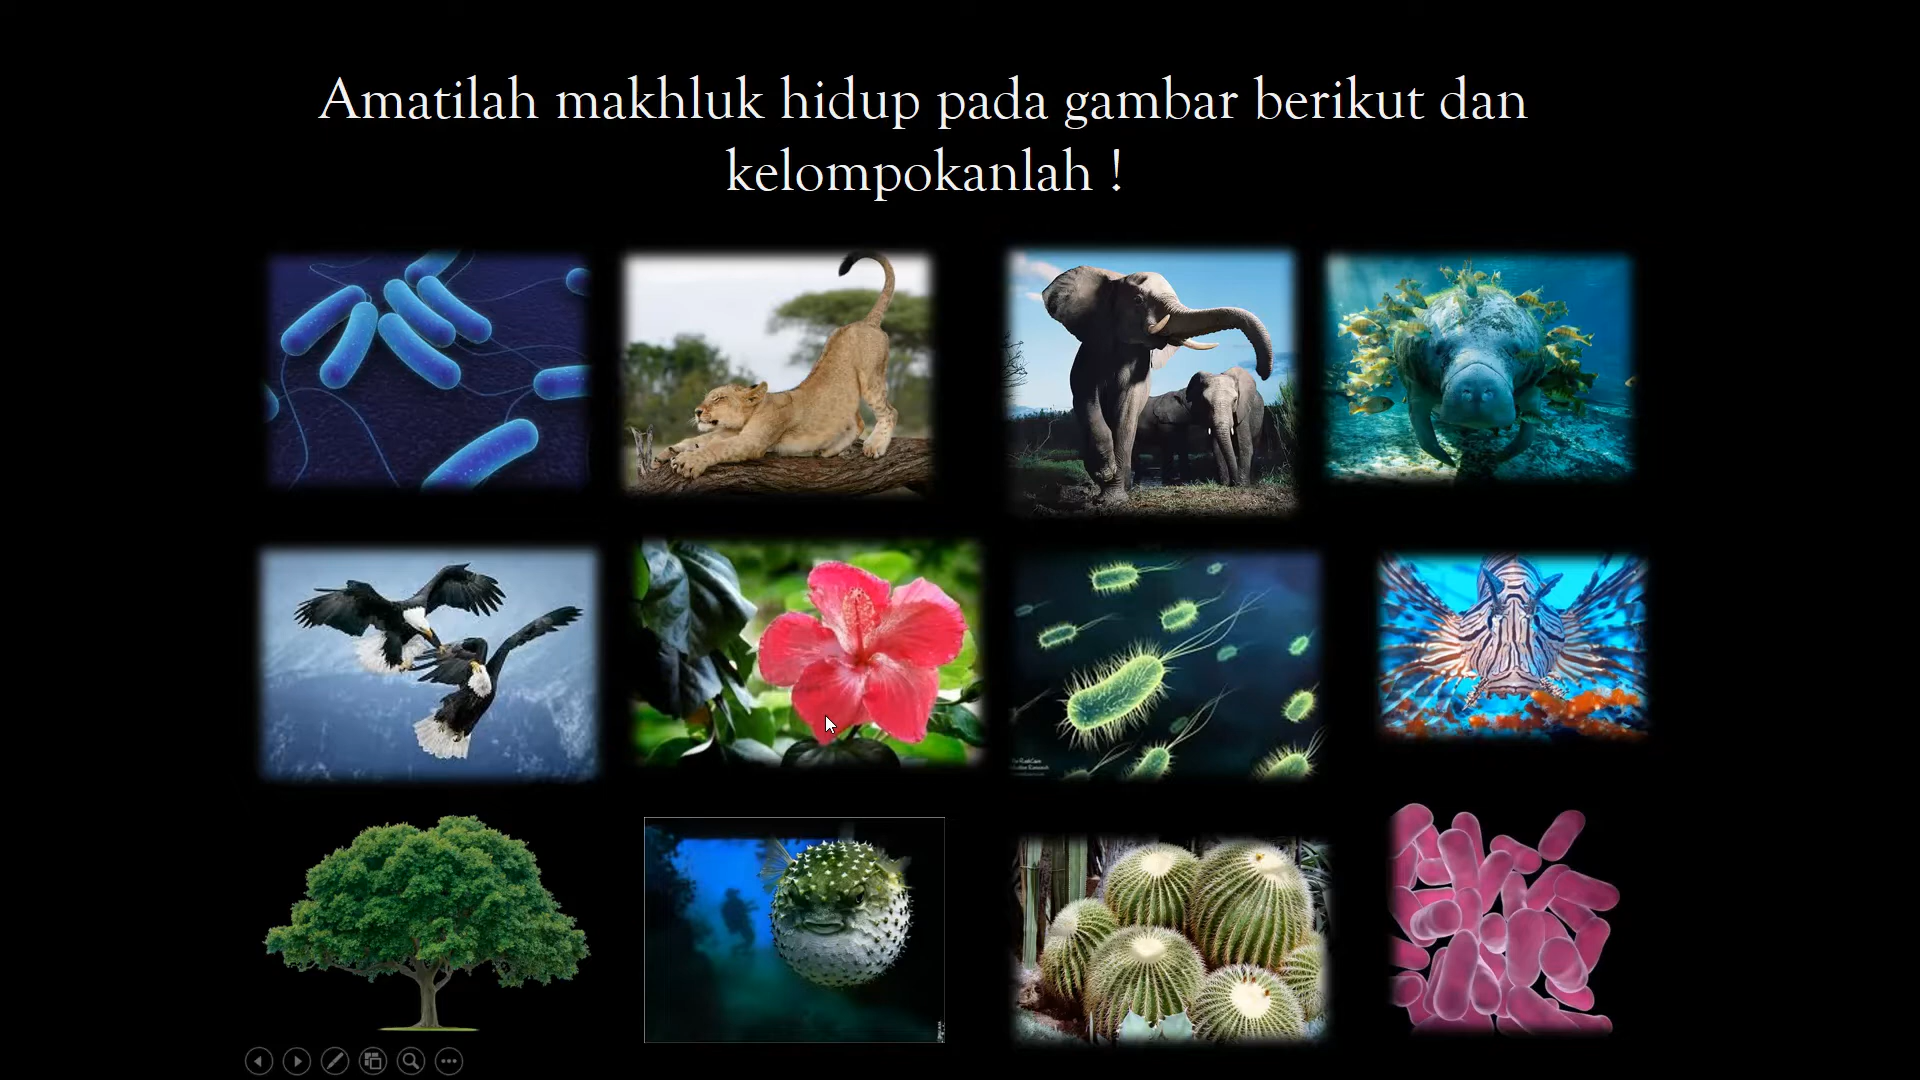 Amatilah makhluk hidup pada gambar berikut dan
kelompokanlah !